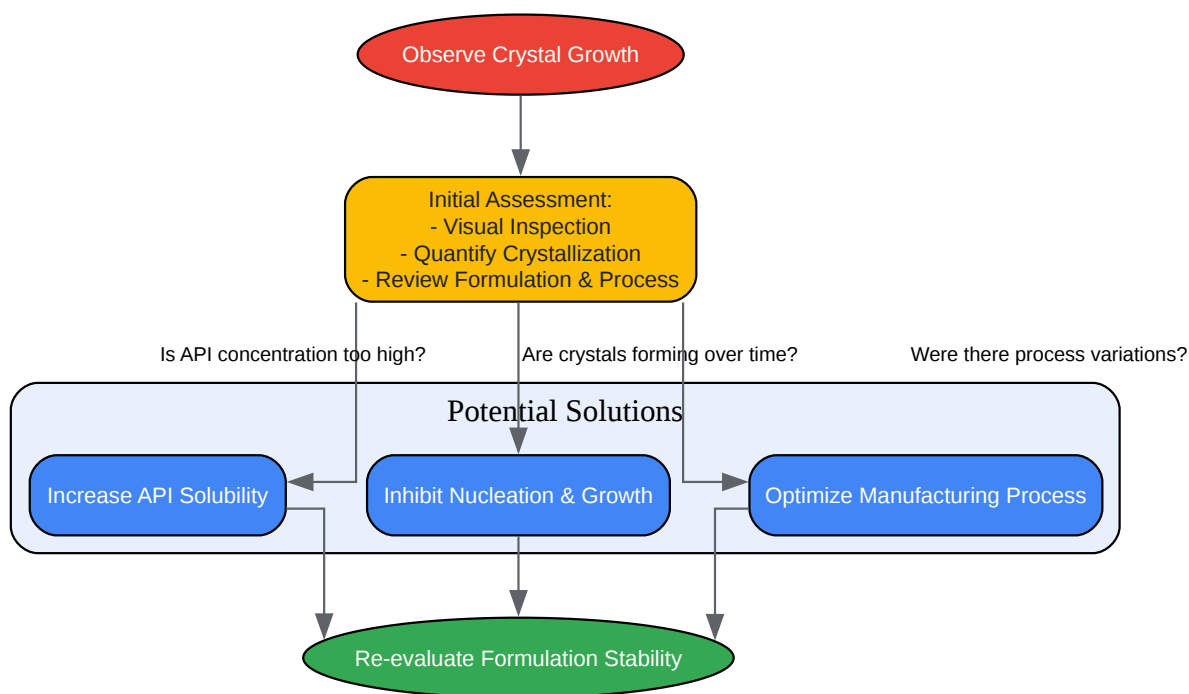 Observe Crystal Growth
Initial Assessment:
- Visual Inspection
- Quantify Crystallization
- Review Formulation & Process
Is API concentration too high?
Are crystals forming over time?
Were there process variations?
Potential Solutions
Increase API Solubility
Inhibit Nucleation & Growth
Optimize Manufacturing Process
Re-evaluate Formulation Stability